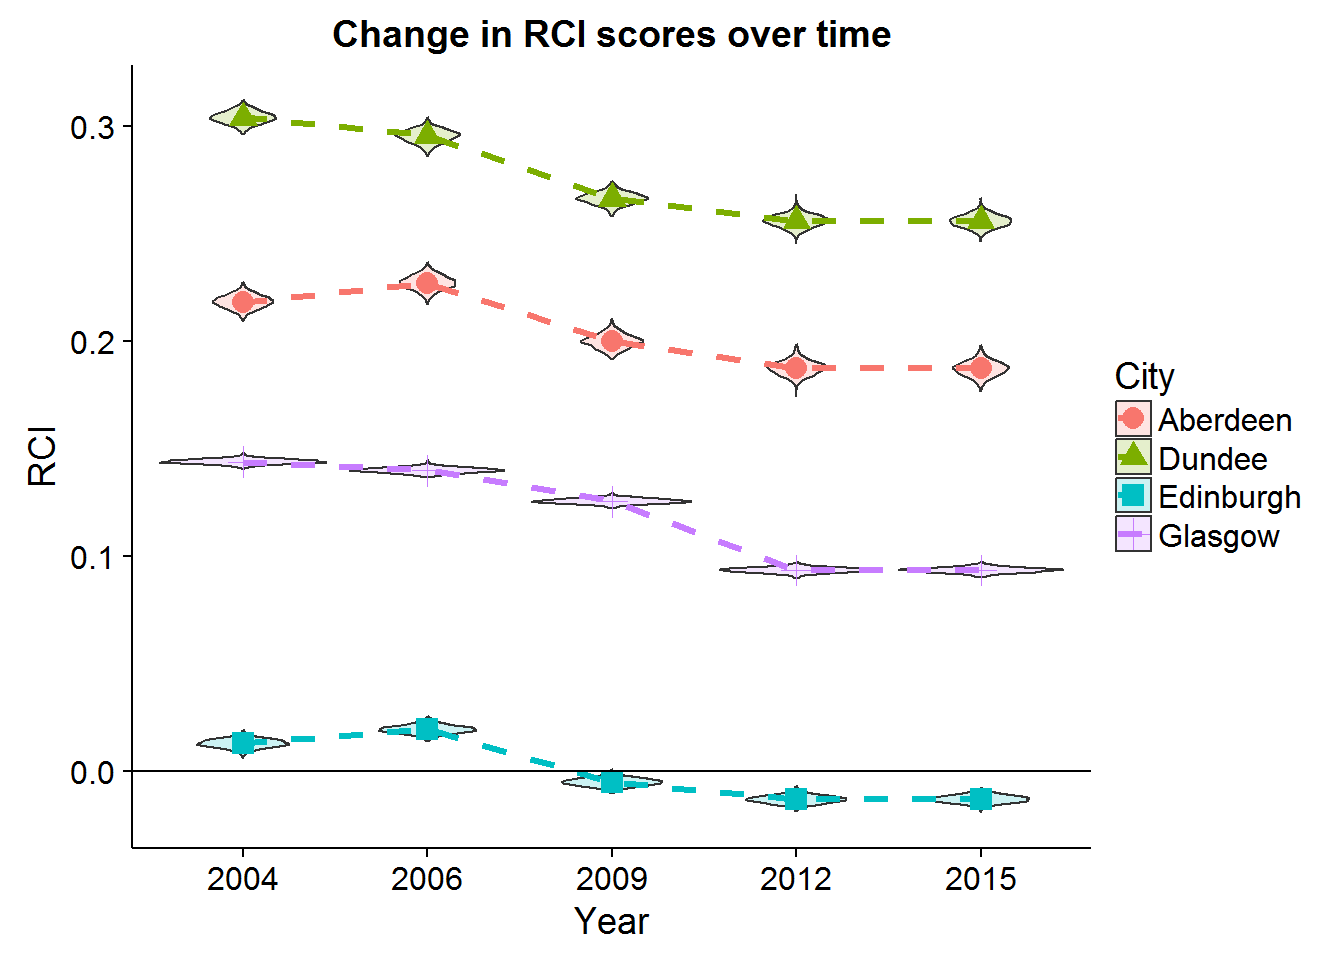 Change in RCI scores over time
0.3
0.2
0.1
0.0
RCI
2004 2006 2009 2012 2015
Year
City
Aberdeen
Dundee
Edinburgh
Glasgow